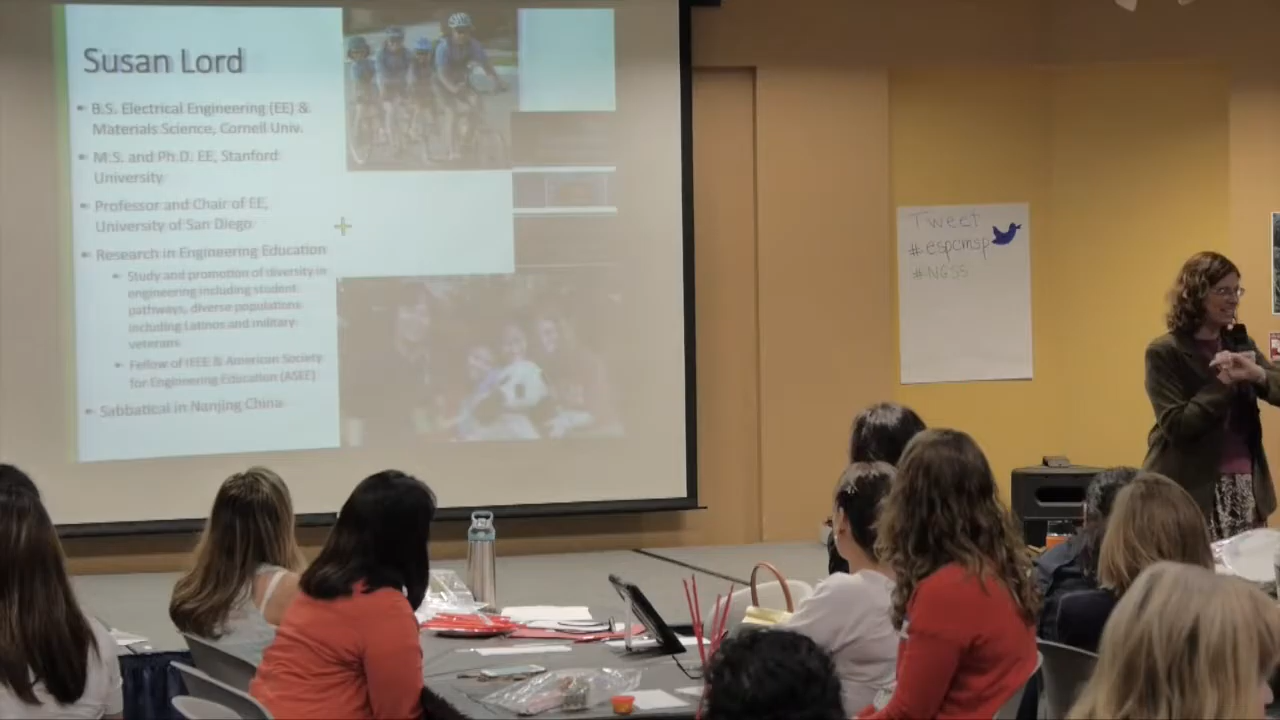 Susan Lord
B.S. Electrical Engineering (EE) &
Materials Science, Cornell Univ.
M.S. and Ph.D. EE, Stanford
University
Professor and Chair of EE,
University of San Diego
Research in Engineering Education
Study and promotion of diversity in
engineering including student
pathways, diverse populations
including Latinos and military
veterans
Fellow of IEEE & American Society
for Engineering Education (ASEE)
Sabbatical in Nanjing China
Tweet
#espcmsp
#NGSS